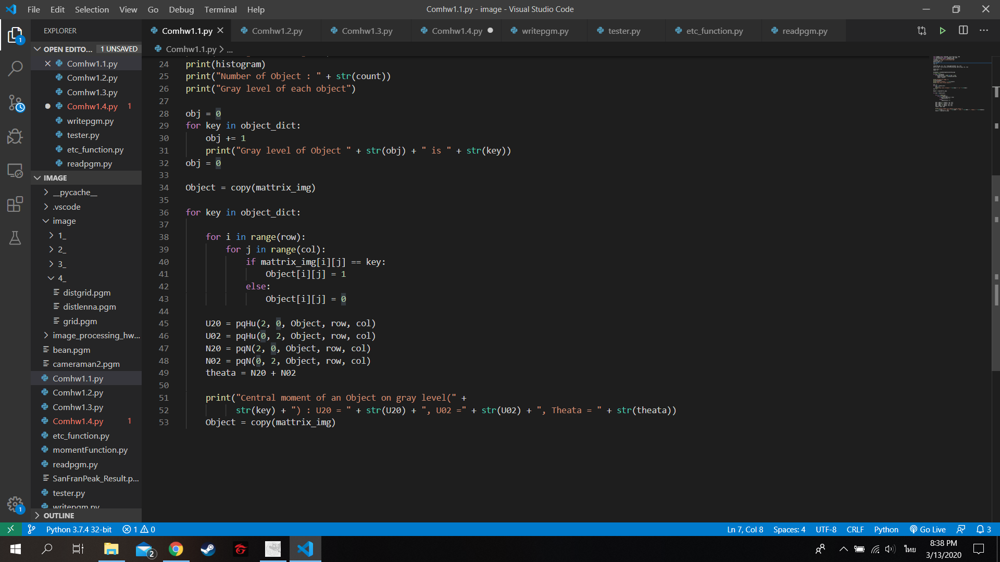 File Edit Selection View Go Debug Terminal Help
Comhw1.1.py - image - Visual Studio Code
EXPLORER
Comhw1.1.py Comhw1.2.py Comhw1.3.py Comhw1.4.py writepgm.py tester.py etc_function.py readpgm.py
OPEN EDITO... 1 UNSAVED
Comhw1.1.py
Comhw1.2.py
Comhw1.3.py
Comhw1.4.py 1
writepgm.py
tester.py
etc_function.py
readpgm.py
IMAGE
__pycache__
.vscode
image
1_
2_
3_
4_
distgrid.pgm
distlenna.pgm
grid.pgm
image_processing_hw...
bean.pgm
cameraman2.pgm
Comhw1.1.py
Comhw1.2.py
Comhw1.3.py
Comhw1.4.py 1
etc_function.py
momentFunction.py
readpgm.py
SanFranPeak_Result.p...
tester.py
writepgm.py
OUTLINE
1
1
Comhw1.1.py > ...
24 print(histogram)
25 print("Number of Object : " + str(count))
26 print("Gray level of each object")
27
28 obj = 0
29 for key in object_dict:
30 obj += 1
31 print("Gray level of Object " + str(obj) + " is " + str(key))
32 obj = 0
33
34 Object = copy(mattrix_img)
35
36 for key in object_dict:
37
38 for i in range(row):
39 for j in range(col):
40 if mattrix_img[i][j] == key:
41 Object[i][j] = 1
42 else:
43 Object[i][j] = 0
44
45 U20 = pqHu(2, 0, Object, row, col)
46 U02 = pqHu(0, 2, Object, row, col)
47 N20 = pqN(2, 0, Object, row, col)
48 N02 = pqN(0, 2, Object, row, col)
49 theata = N20 + N02
50
51 print("Central moment of an Object on gray level(" +
52 str(key) + ") : U20 = " + str(U20) + ", U02 =" + str(U02) + ", Theata = " + str(theata))
53 Object = copy(mattrix_img)
Python 3.7.4 32-bit 1 0
Ln 7, Col 8 Spaces: 4 UTF-8 CRLF Python Go Live 3
2
ไทย
8:38 PM
3/13/2020